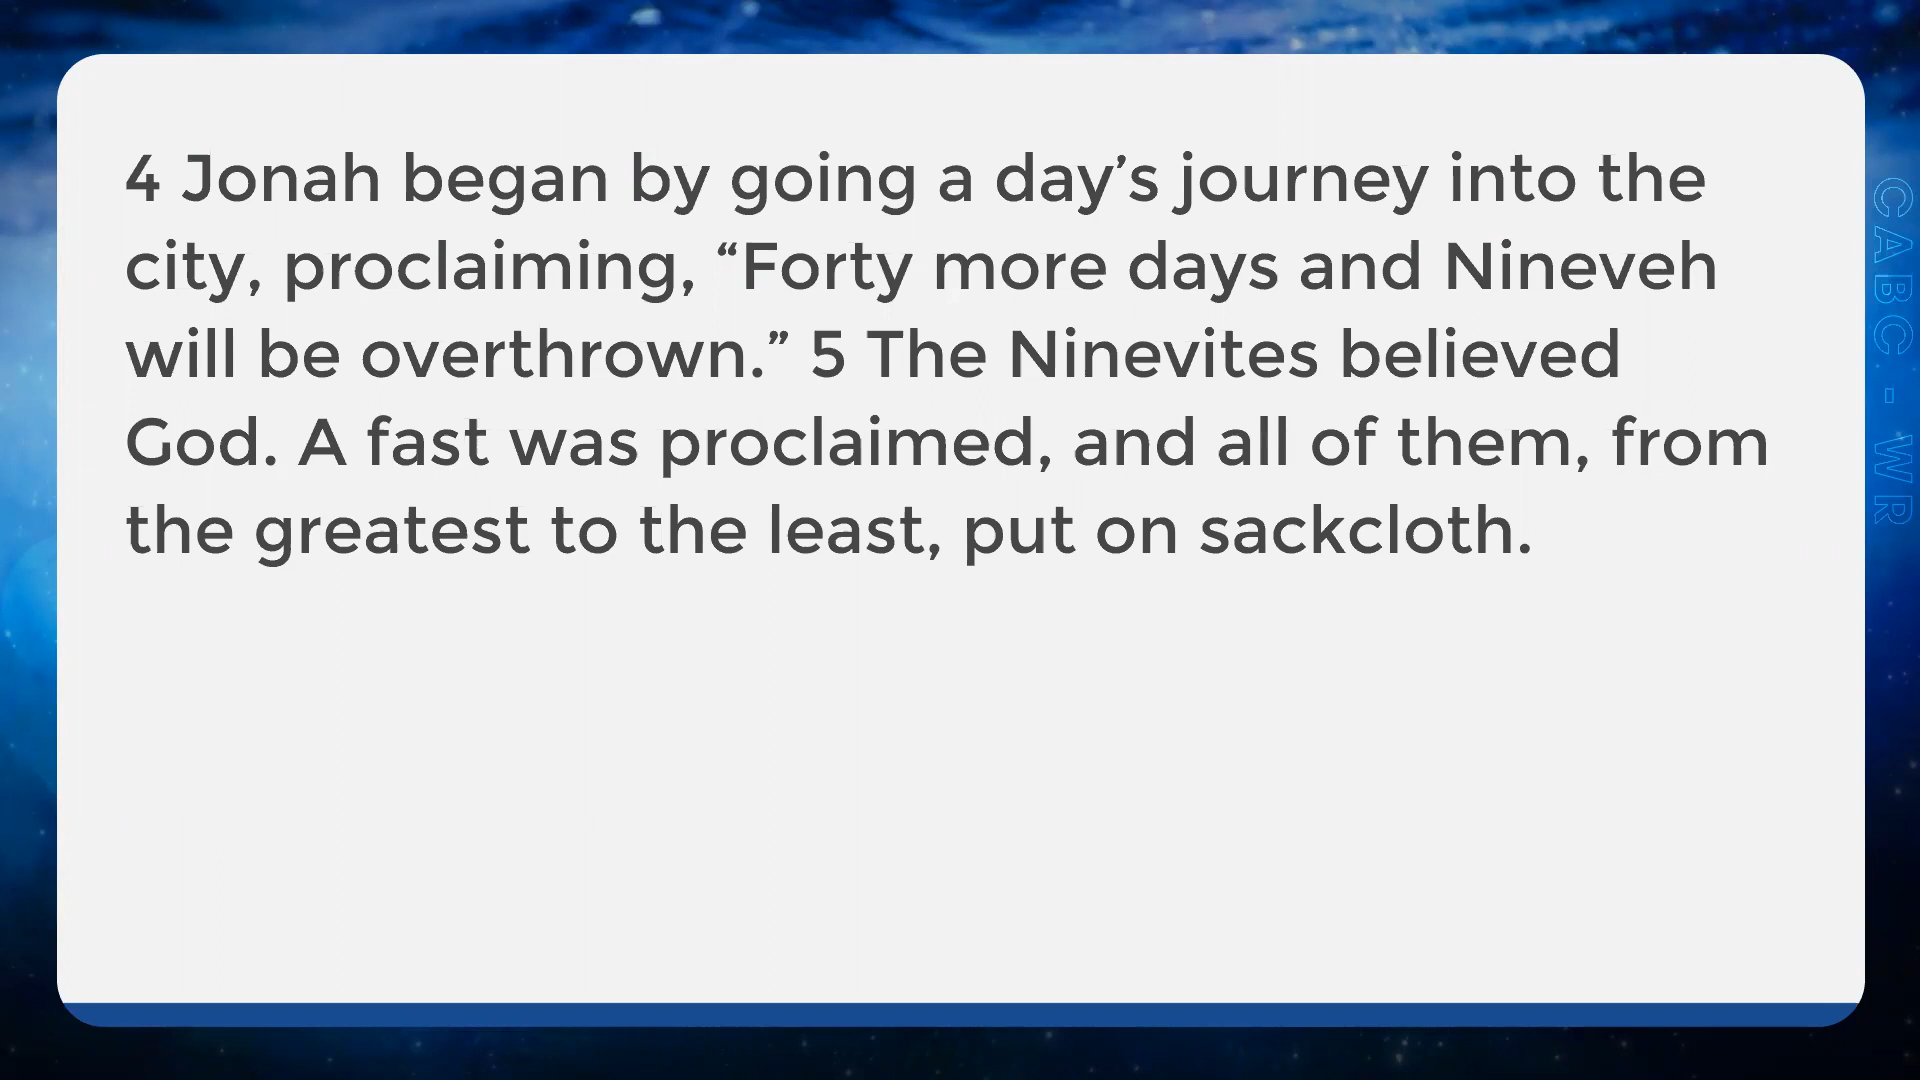 4 Jonah began by going a day’s journey into the
city, proclaiming, “Forty more days and Nineveh
will be overthrown.” 5 The Ninevites believed
God. A fast was proclaimed, and all of them, from
the greatest to the least, put on sackcloth.
CABC - WR